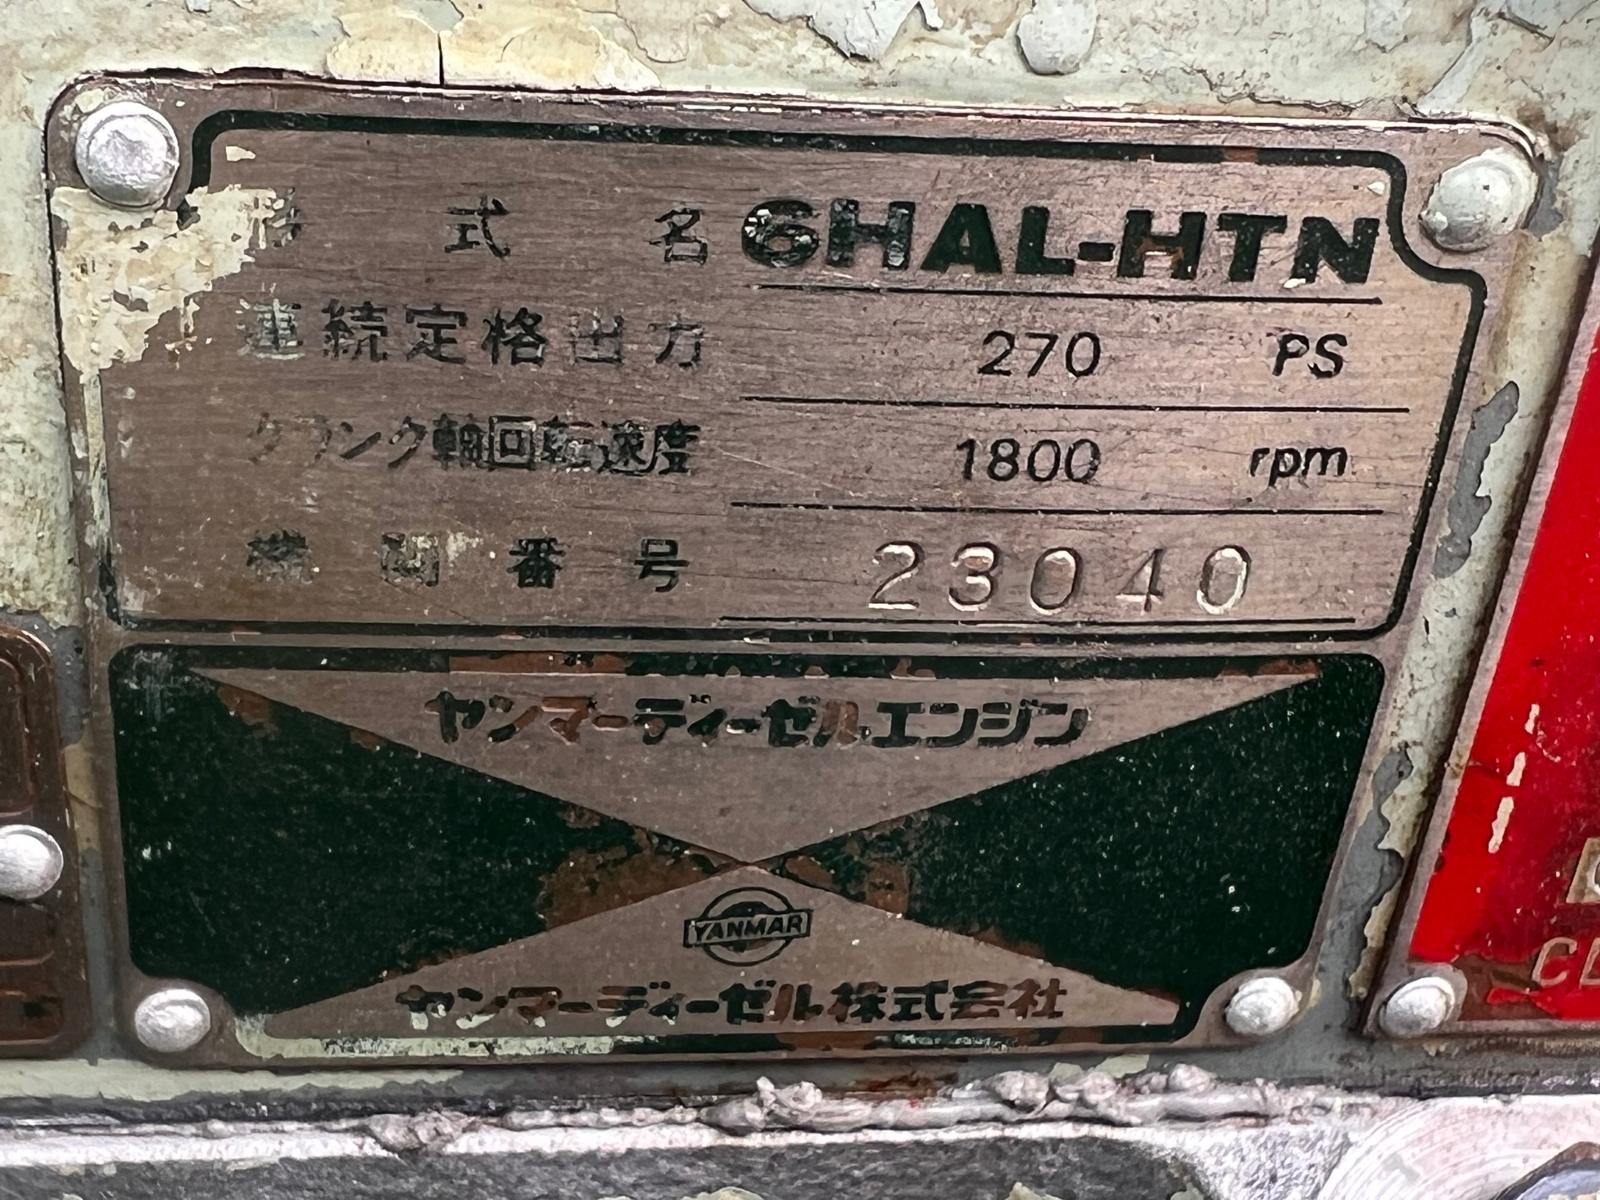 形式名 6HAL-HTN
連続定格出力 270 PS
クランク軸回転速度 1800 rpm
機関番号 23040
ヤンマーディーゼルエンジン
YANMAR
ヤンマーディーゼル株式会社